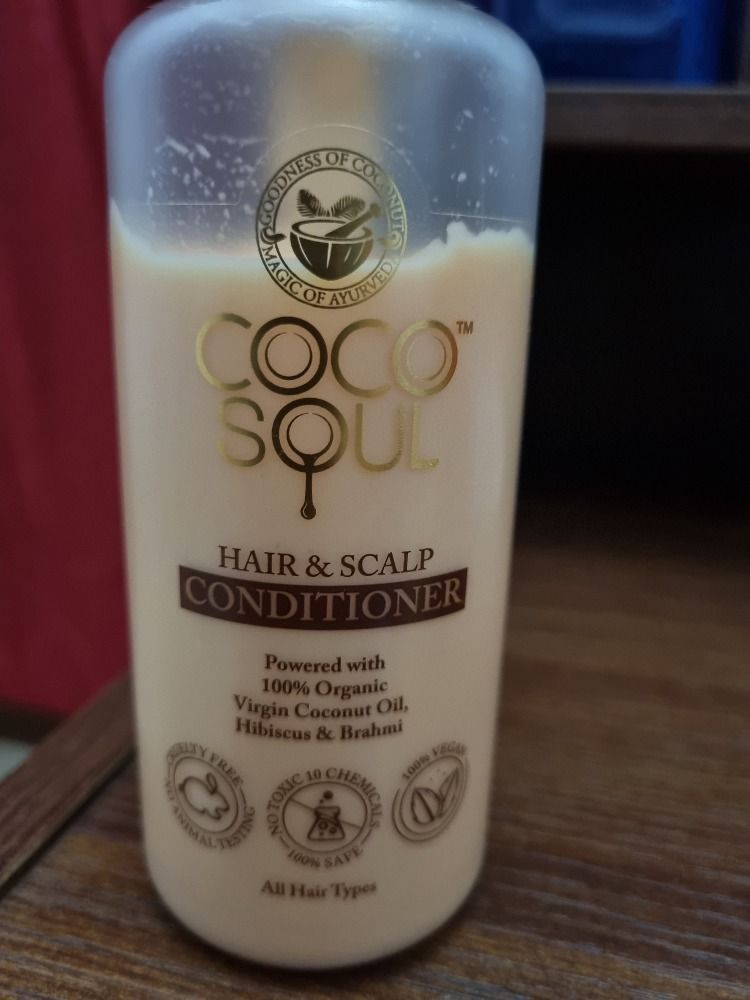 GOODNESS OF COCONUT
MAGIC OF AYURVEDA
COCO™
SOUL
HAIR & SCALP
CONDITIONER
Powered with
100% Organic
Virgin Coconut Oil,
Hibiscus & Brahmi
CRUELTY FREE
NO ANIMAL TESTING
NO TOXIC 10 CHEMICALS
100% SAFE
100% VEGAN
All Hair Types